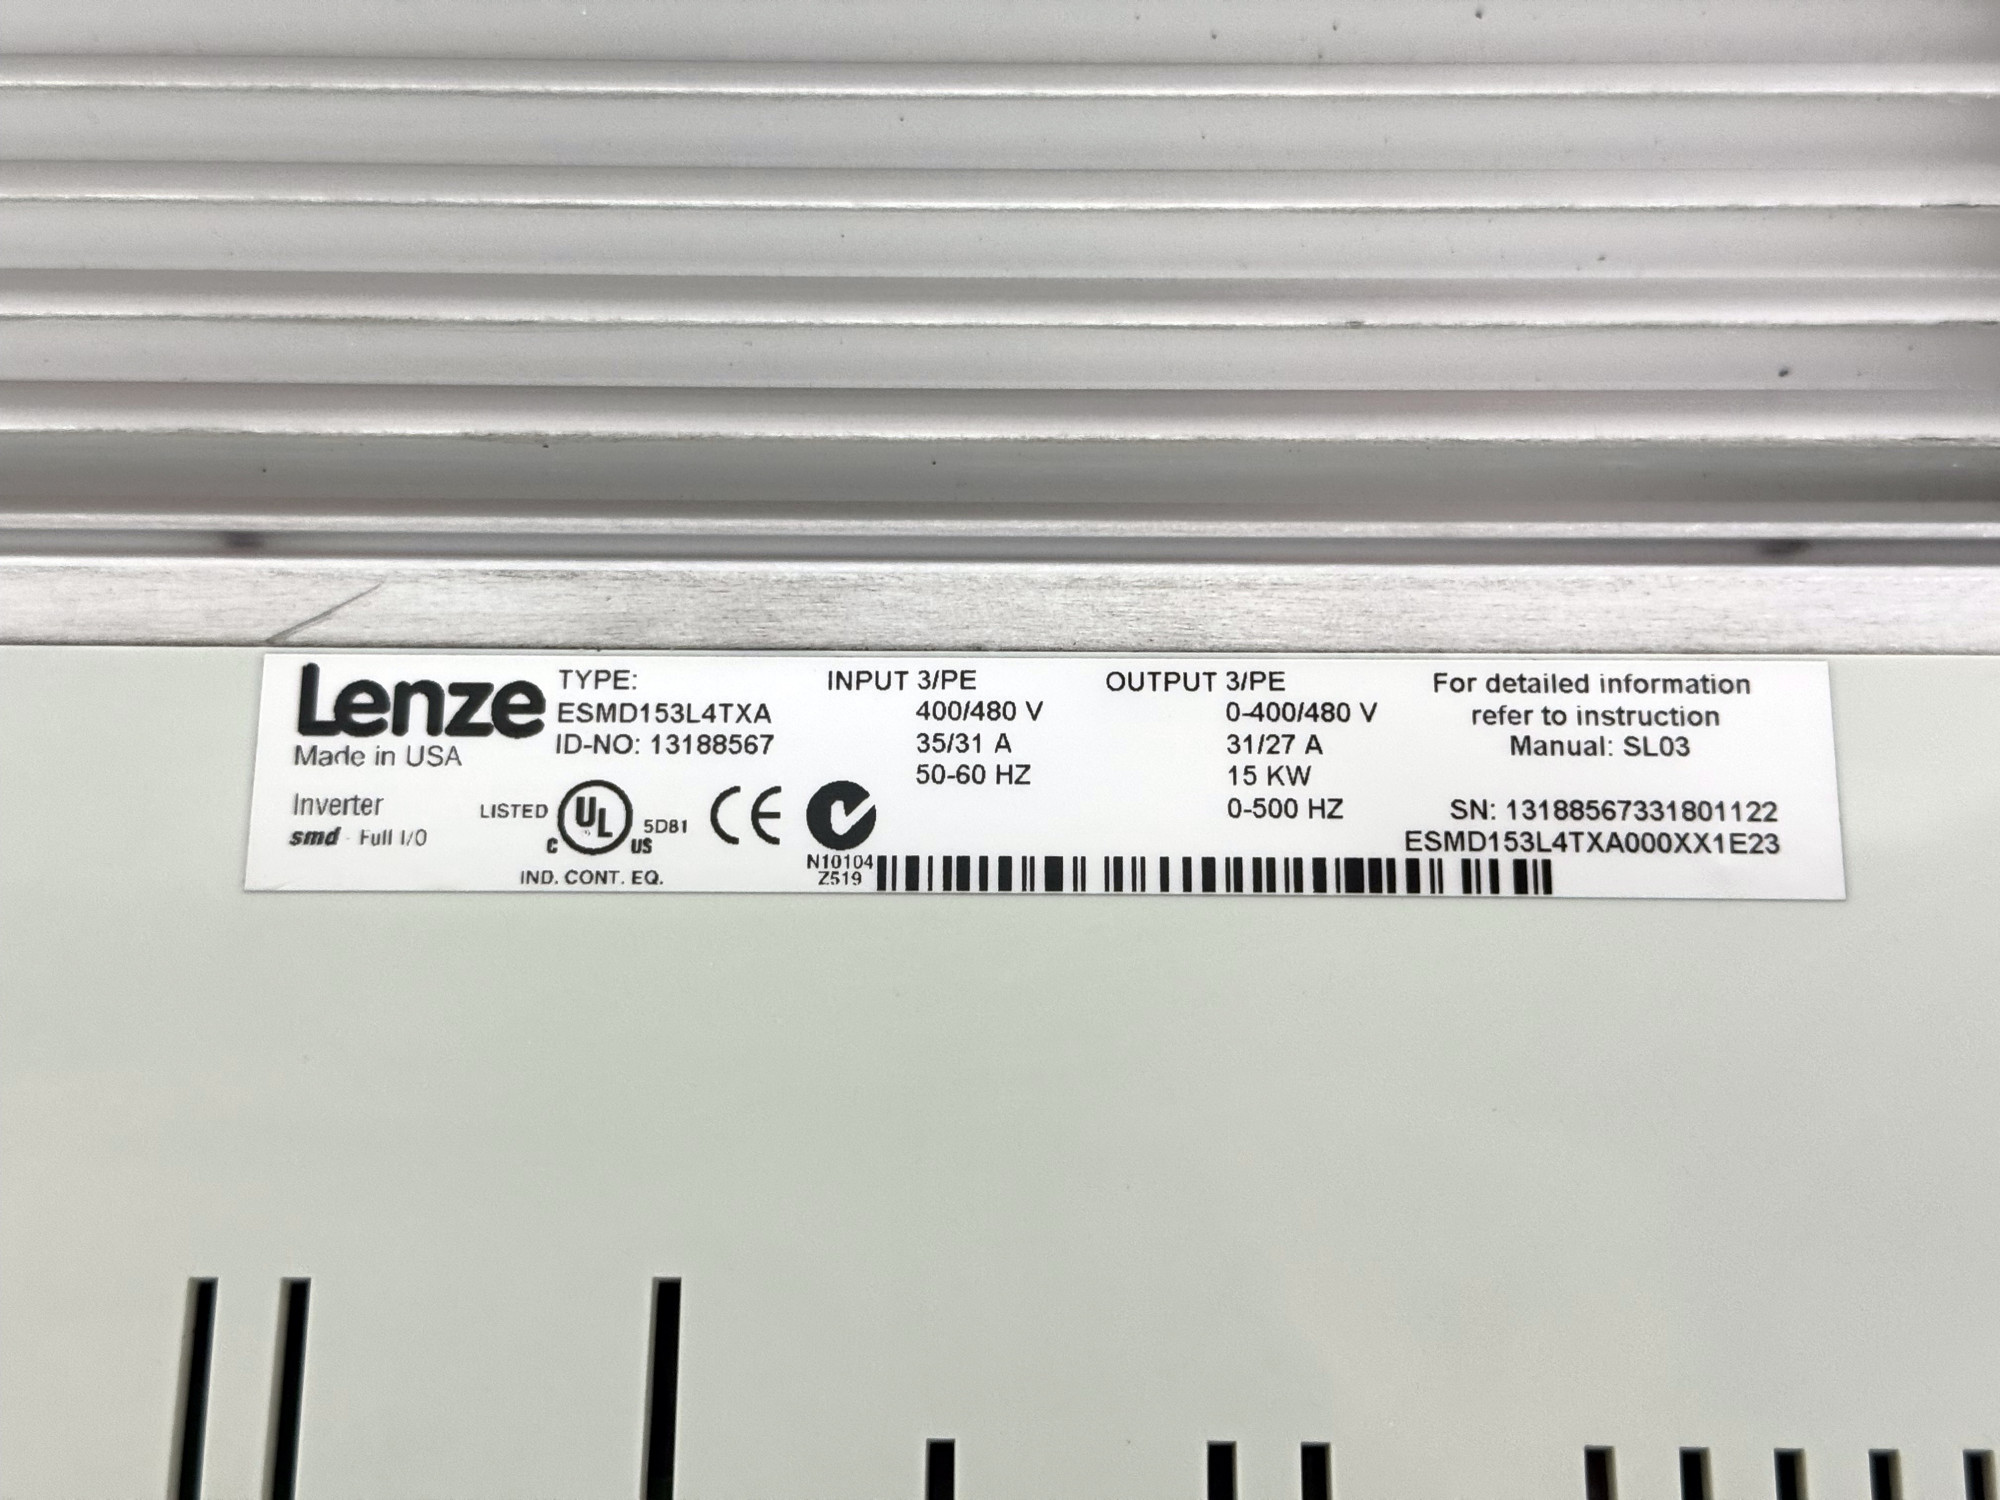 Lenze
Made in USA
Inverter
smd - Full I/O
TYPE:
ESMD153L4TXA
ID-NO: 13188567
LISTED
UL
C
US
5D81
IND. CONT. EQ.
CE
N10104
Z519
INPUT 3/PE
400/480 V
35/31 A
50-60 HZ
OUTPUT 3/PE
0-400/480 V
31/27 A
15 KW
0-500 HZ
For detailed information
refer to instruction
Manual: SL03
SN: 13188567331801122
ESMD153L4TXA000XX1E23